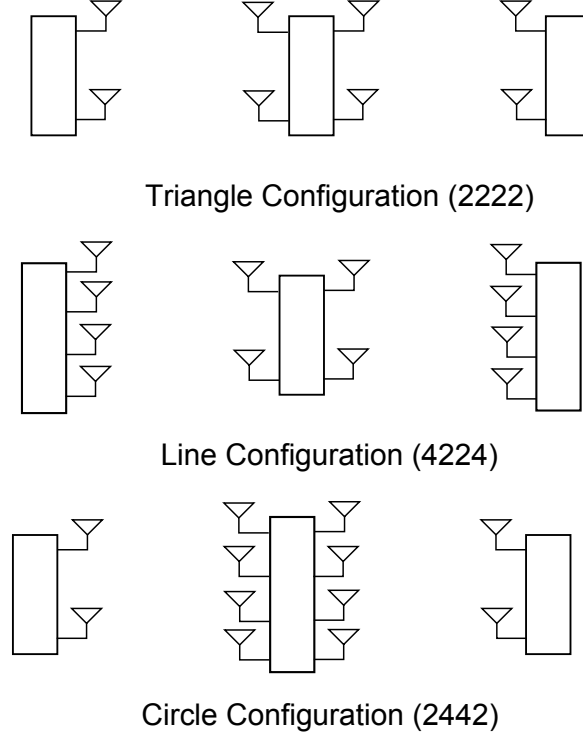 Triangle Configuration (2222)
Line Configuration (4224)
Circle Configuration (2442)